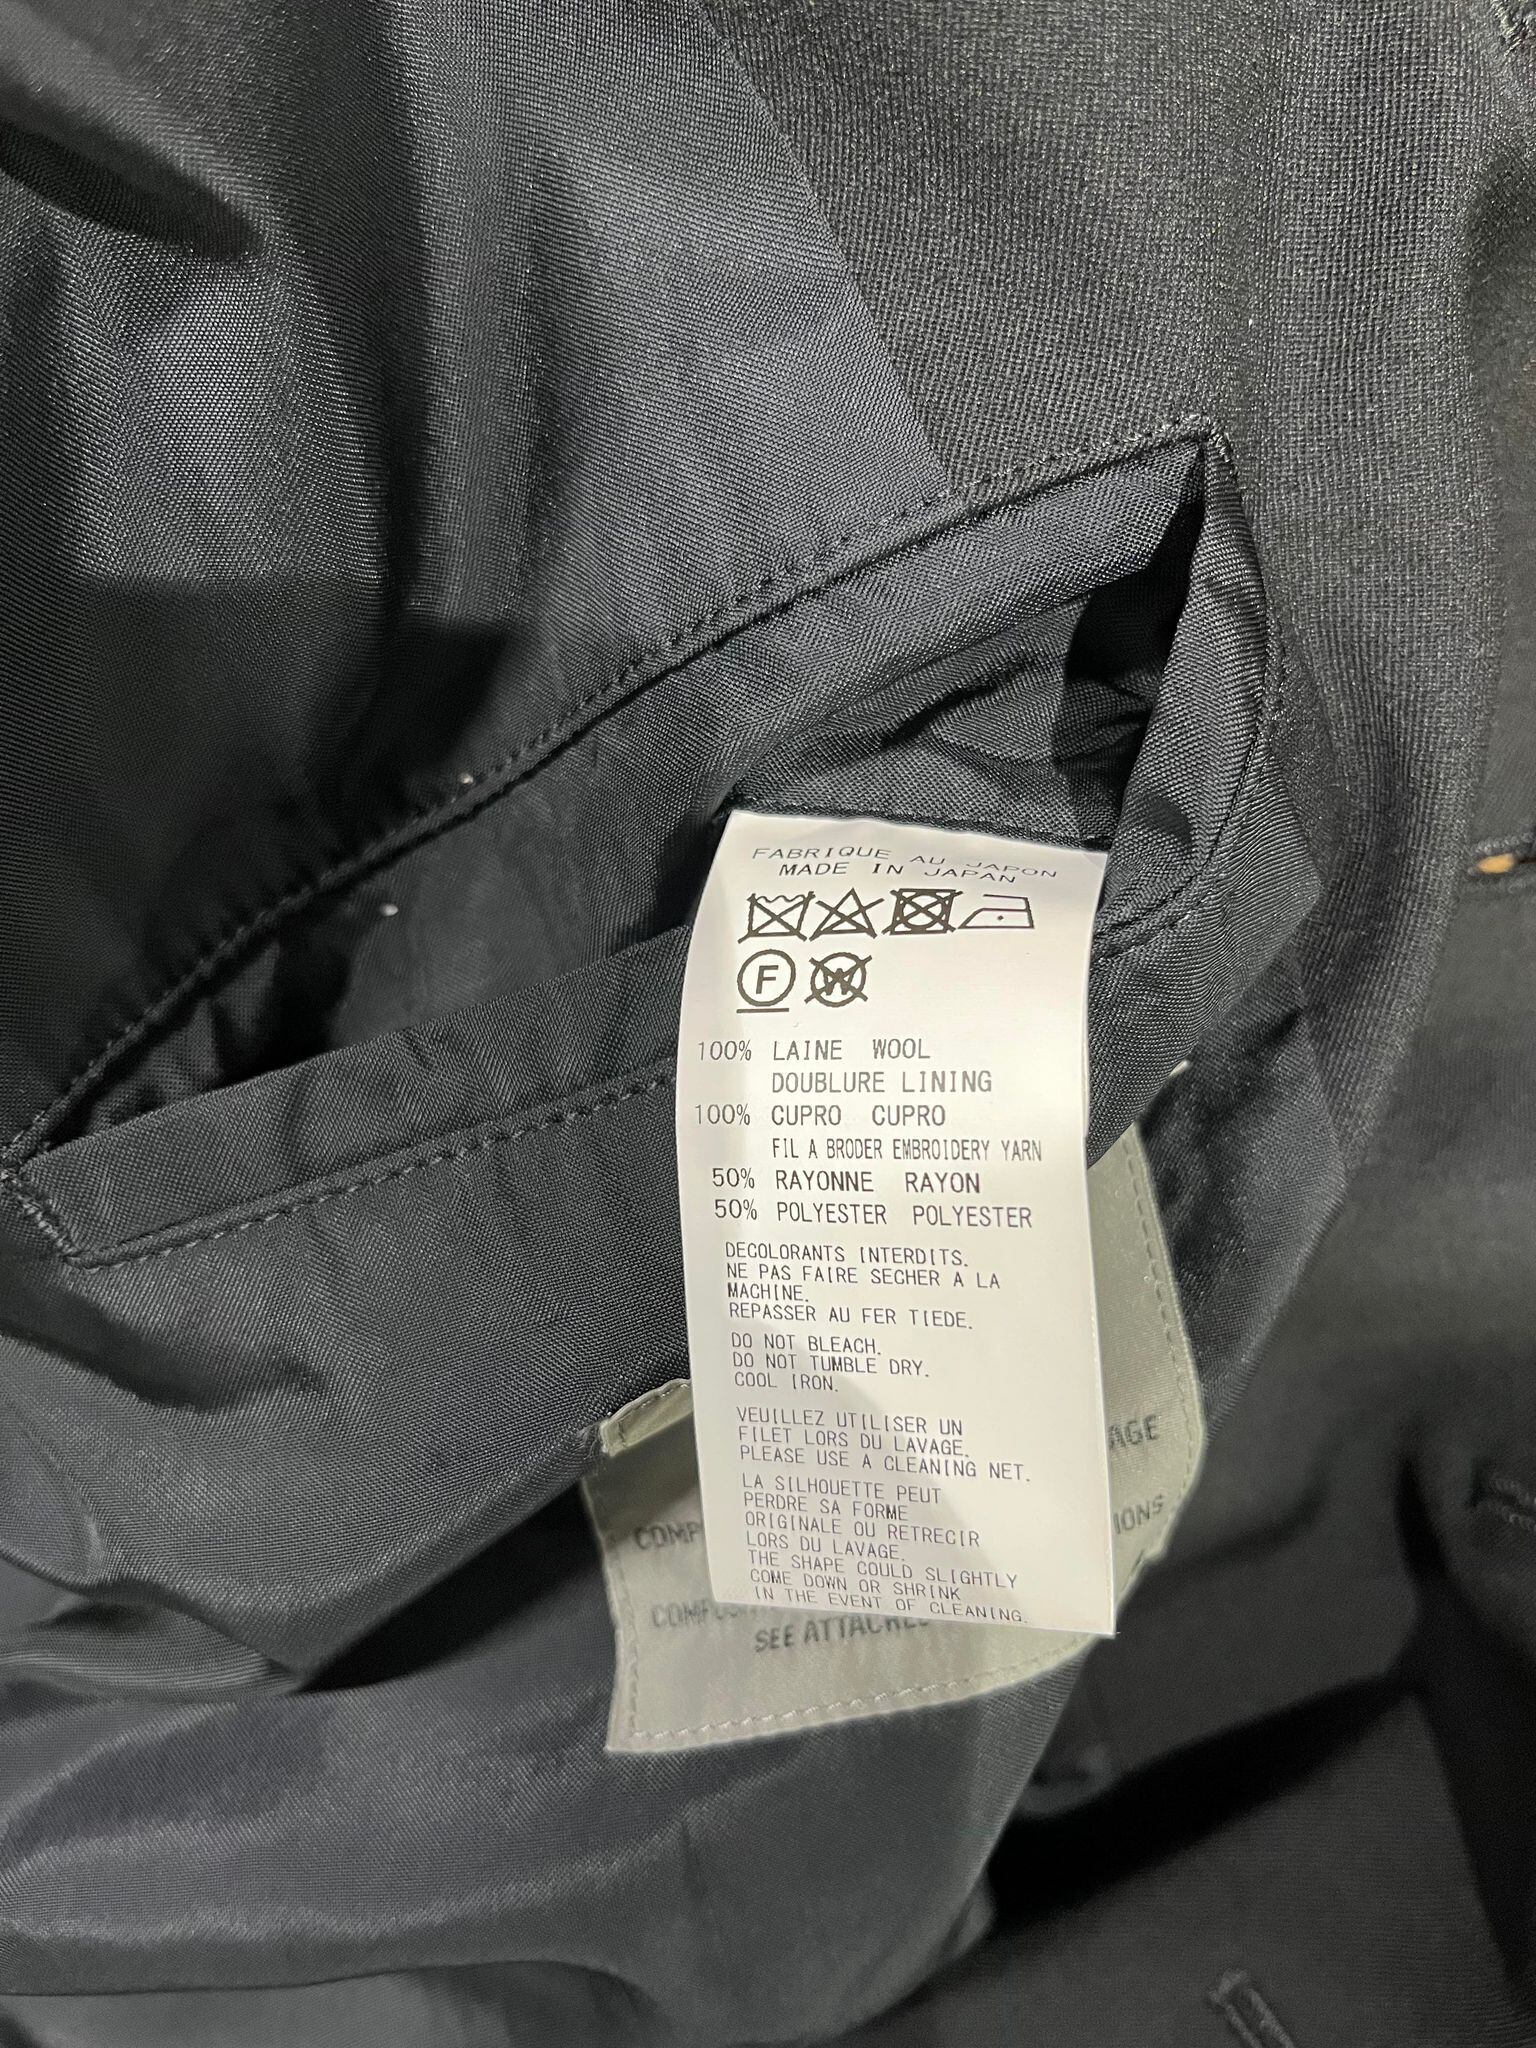 FABRIQUE AU JAPON
MADE IN JAPAN
F W
100% LAINE WOOL
DOUBLURE LINING
100% CUPRO CUPRO
FIL A BRODER EMBROIDERY YARN
50% RAYONNE RAYON
50% POLYESTER POLYESTER
DECOLORANTS INTERDITS.
NE PAS FAIRE SECHER A LA
MACHINE.
REPASSER AU FER TIEDE.
DO NOT BLEACH.
DO NOT TUMBLE DRY.
COOL IRON.
VEUILLEZ UTILISER UN
FILET LORS DU LAVAGE.
PLEASE USE A CLEANING NET.
LA SILHOUETTE PEUT
PERDRE SA FORME
ORIGINALE OU RETRECIR
LORS DU LAVAGE.
THE SHAPE COULD SLIGHTLY
COME DOWN OR SHRINK
IN THE EVENT OF CLEANING.
SEE